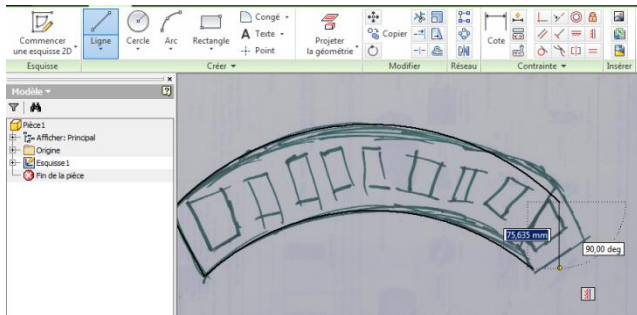 Commencer
une esquisse 2D
Ligne
Cercle
Arc
Rectangle
Congé
Texte
Point
Projeter
la géométrie
Copier
Cote
Esquisse
Créer
Modifier
Réseau
Contrainte
Insérer
Modèle
Pièce1
Afficher: Principal
Origine
Esquisse1
Fin de la pièce
75,635 mm
90,00 deg